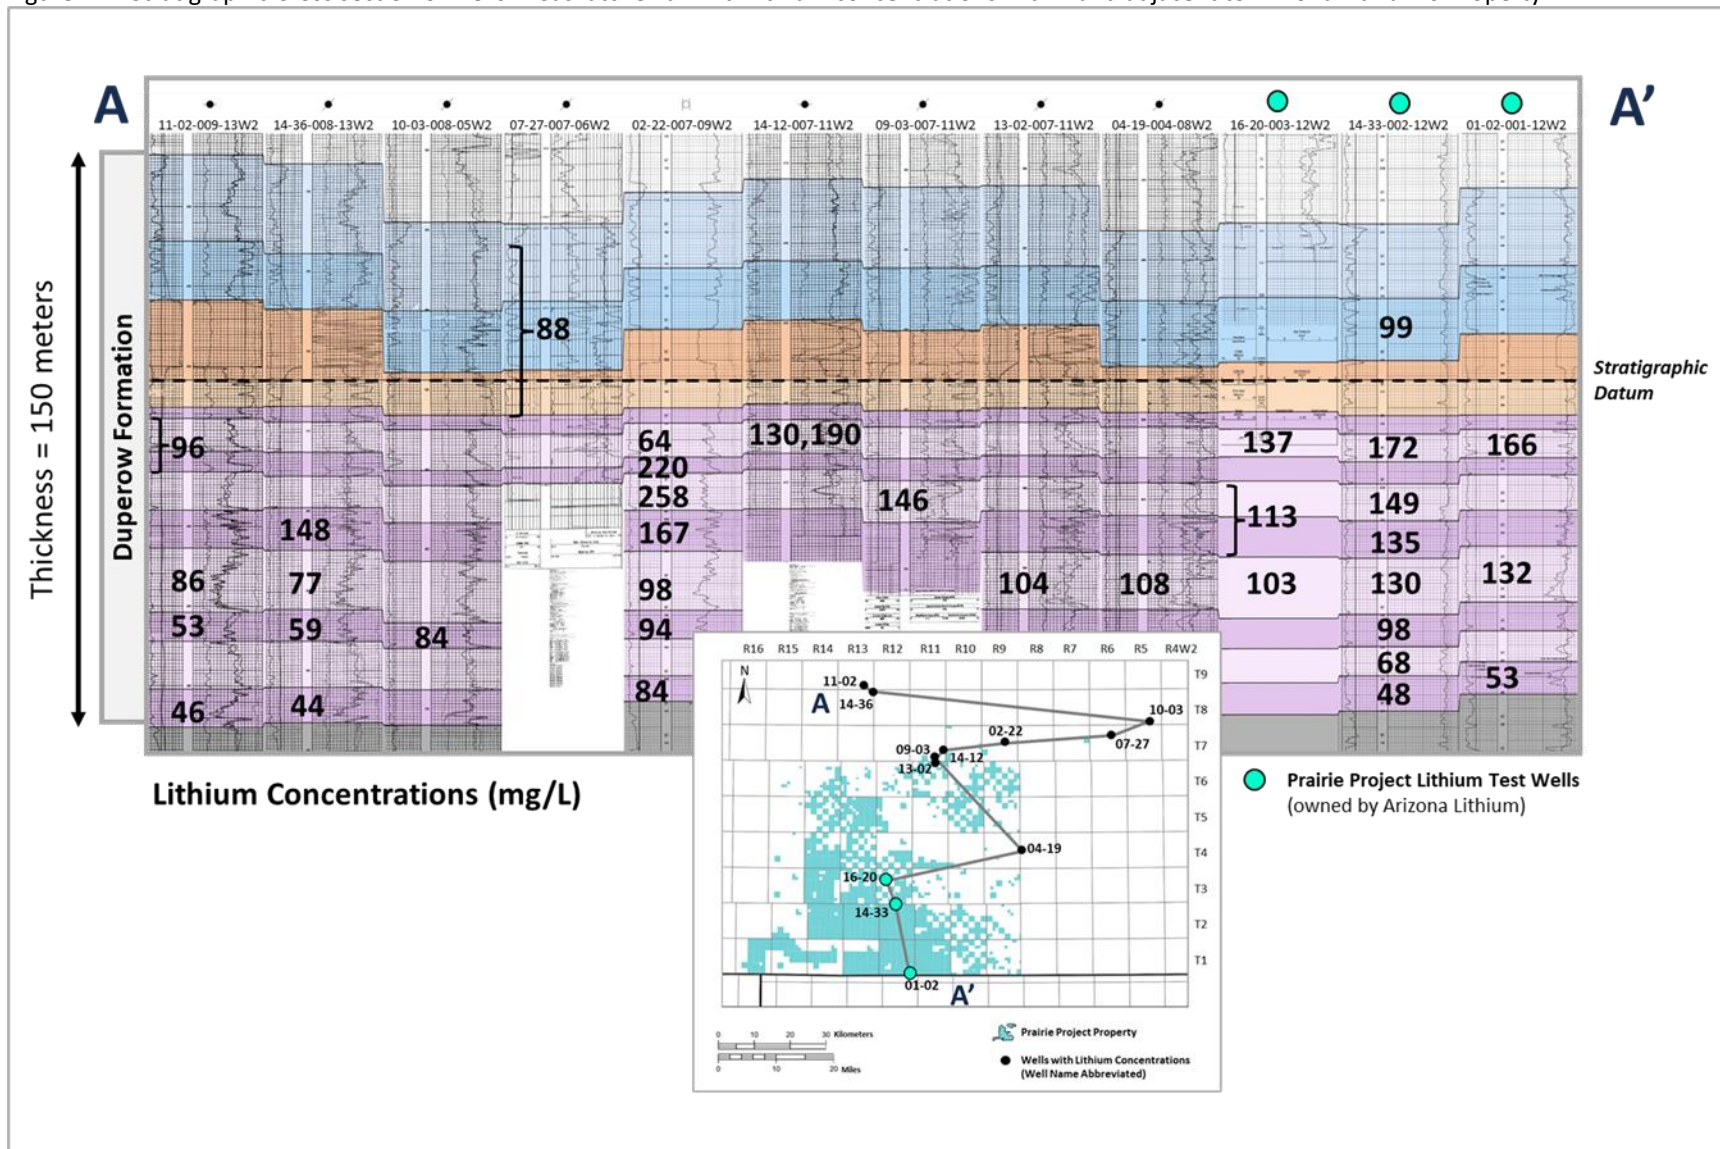 A
A'
11-02-009-13W2
14-36-008-13W2
10-03-008-05W2
07-27-007-06W2
02-22-007-09W2
14-12-007-11W2
09-03-007-11W2
13-02-007-11W2
04-19-004-08W2
16-20-003-12W2
14-33-002-12W2
01-02-001-12W2
Thickness = 150 meters
Duperow Formation
Stratigraphic
Datum
96
86
53
46
148
77
59
44
84
88
64
220
258
167
98
94
84
130,190
146
104
108
137
113
103
99
172
149
135
130
98
68
48
166
132
53
Lithium Concentrations (mg/L)
Prairie Project Lithium Test Wells
(owned by Arizona Lithium)
R16 R15 R14 R13 R12 R11 R10 R9 R8 R7 R6 R5 R4W2
T9
T8
T7
T6
T5
T4
T3
T2
T1
N
A
11-02
14-36
10-03
07-27
02-22
09-03
14-12
13-02
04-19
16-20
14-33
01-02
A'
0 10 20 30 Kilometers
0 10 20 Miles
Prairie Project Property
Wells with Lithium Concentrations
(Well Name Abbreviated)